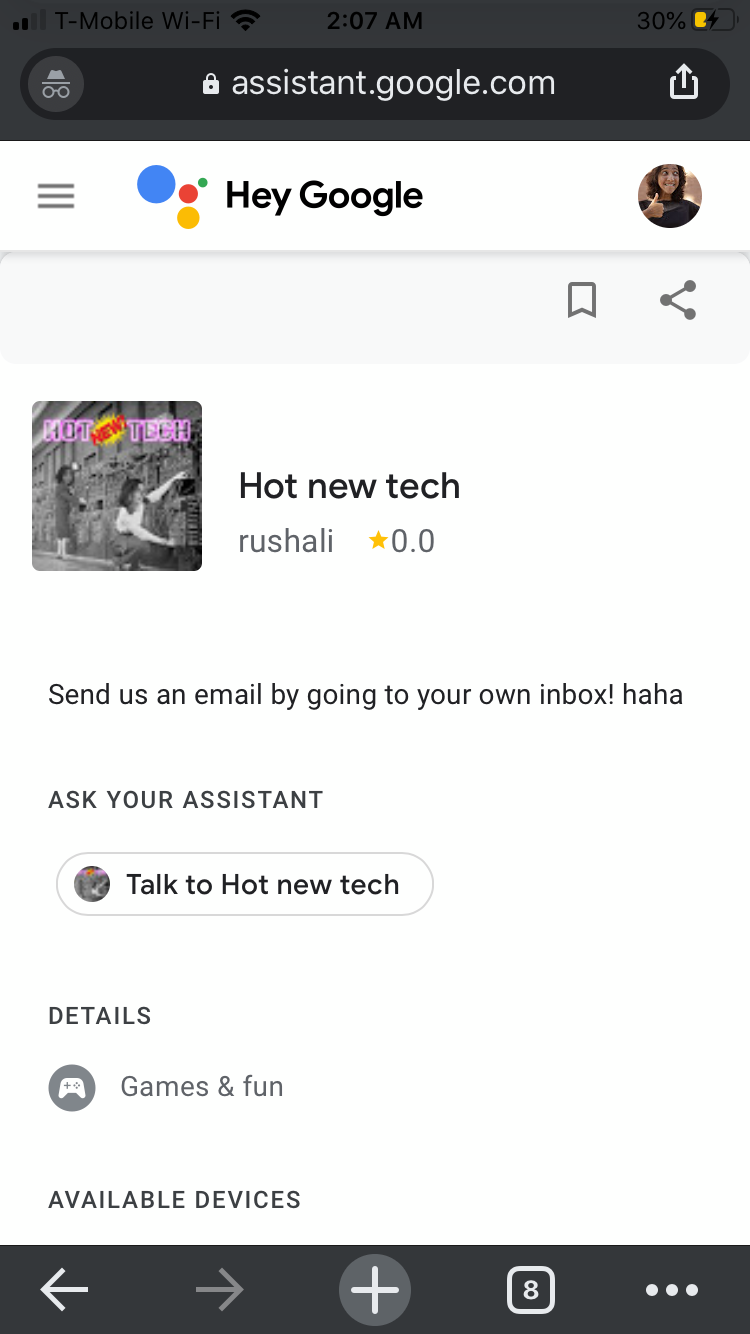 T-Mobile Wi-Fi 2:07 AM 30%
assistant.google.com
Hey Google
HOT NEW! TECH
Hot new tech
rushali 0.0
Send us an email by going to your own inbox! haha
ASK YOUR ASSISTANT
Talk to Hot new tech
DETAILS
Games & fun
AVAILABLE DEVICES
8